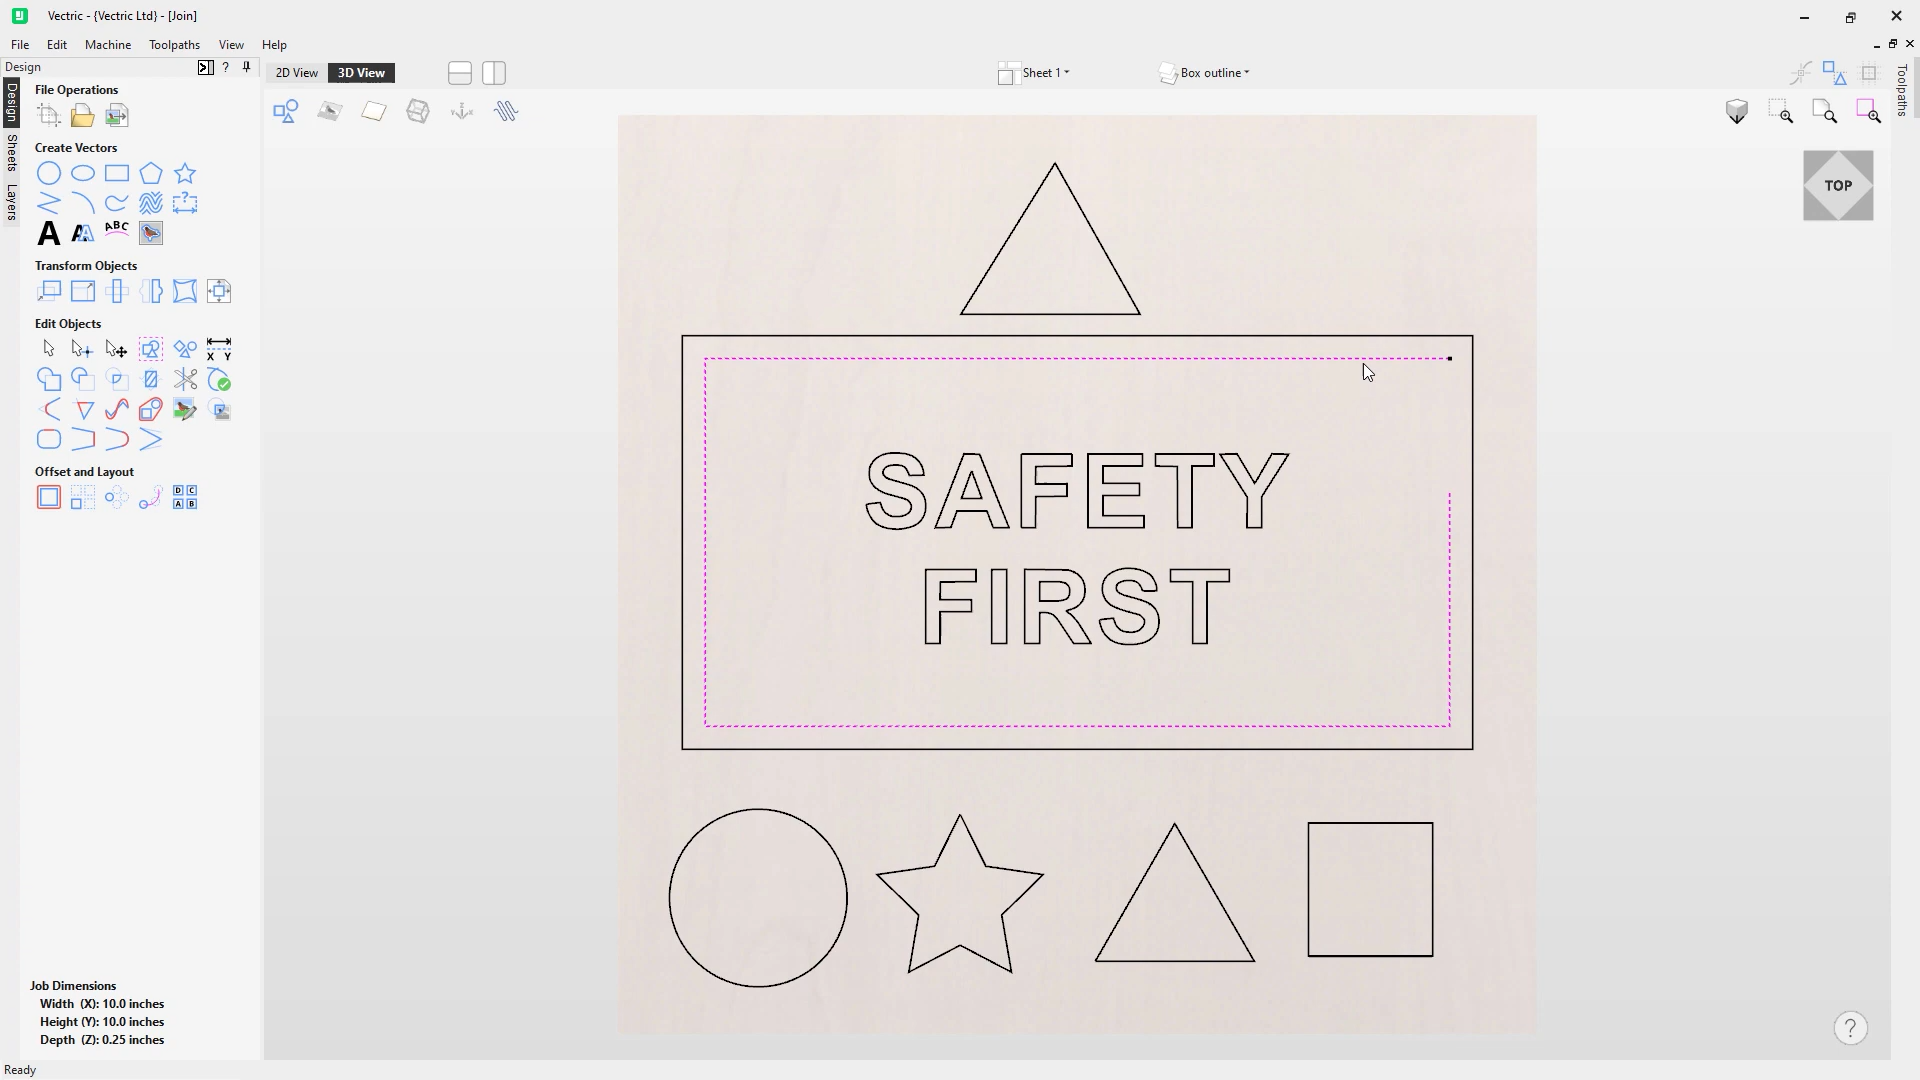 Vectric - {Vectric Ltd} - [Join]
File Edit Machine Toolpaths View Help
Design
2D View 3D View Sheet 1 Box outline
Design
Sheets
Layers
Toolpaths
File Operations
Create Vectors
A A ABC
Transform Objects
Edit Objects
X Y
Offset and Layout
D C
A B
TOP
SAFETY
FIRST
Job Dimensions
Width (X): 10.0 inches
Height (Y): 10.0 inches
Depth (Z): 0.25 inches
Ready